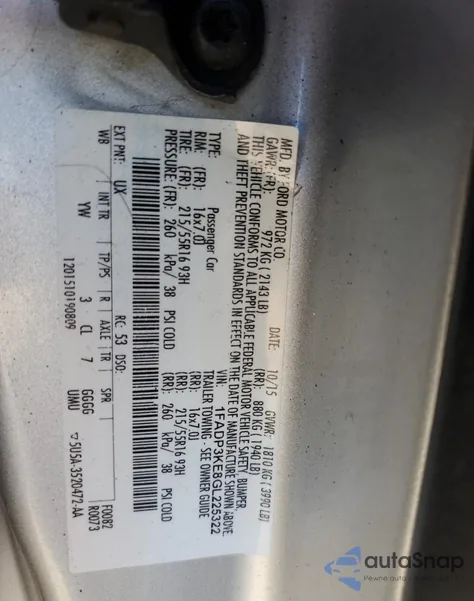 MFD. BY FORD MOTOR CO.
DATE: 10/15 GVWR: 1810 KG ( 3990 LB)
GAWR: (FR): 972 KG ( 2143 LB) (RR): 880 KG ( 1940 LB)
THIS VEHICLE CONFORMS TO ALL APPLICABLE FEDERAL MOTOR VEHICLE SAFETY, BUMPER,
AND THEFT PREVENTION STANDARDS IN EFFECT ON THE DATE OF MANUFACTURE SHOWN ABOVE
VIN: 1FADP3KE8GL225322
TYPE: Passenger Car TRAILER TOWING - SEE OWNER GUIDE
RIM: (FR): 16x7.0J (RR): 16x7.0J
TIRE: (FR): 215/55R16 93H (RR): 215/55R16 93H
PRESSURE: (FR): 260 kPa/ 38 PSI COLD (RR): 260 kPa/ 38 PSI COLD
EXT PNT: UX RC: 53 DSO:
WB INT TR TP/PS R AXLE TR SPR
YW 3 CL 7 GGGG
UMU
F0082
R0073
1201510190809
5U5A-3520472-AA
autoSnap
Pewne auto